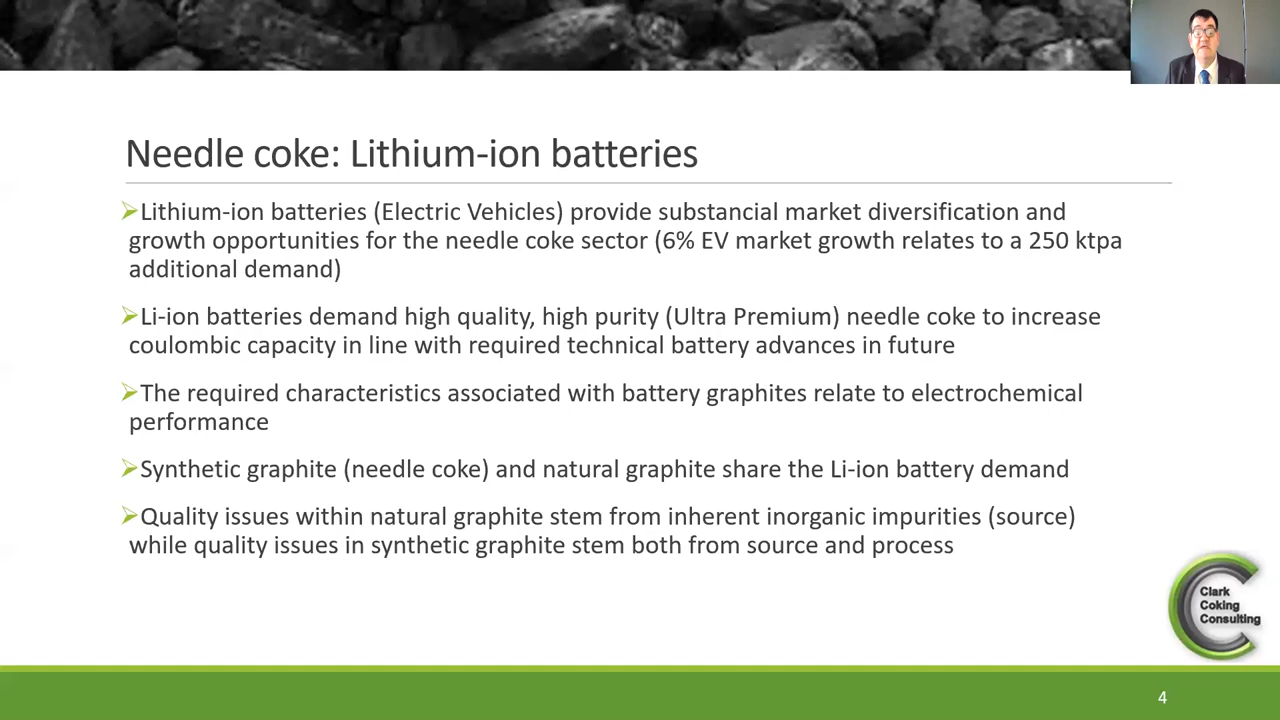 Needle coke: Lithium-ion batteries
➢Lithium-ion batteries (Electric Vehicles) provide substancial market diversification and
growth opportunities for the needle coke sector (6% EV market growth relates to a 250 ktpa
additional demand)
➢Li-ion batteries demand high quality, high purity (Ultra Premium) needle coke to increase
coulombic capacity in line with required technical battery advances in future
➢The required characteristics associated with battery graphites relate to electrochemical
performance
➢Synthetic graphite (needle coke) and natural graphite share the Li-ion battery demand
➢Quality issues within natural graphite stem from inherent inorganic impurities (source)
while quality issues in synthetic graphite stem both from source and process
Clark
Coking
Consulting
4